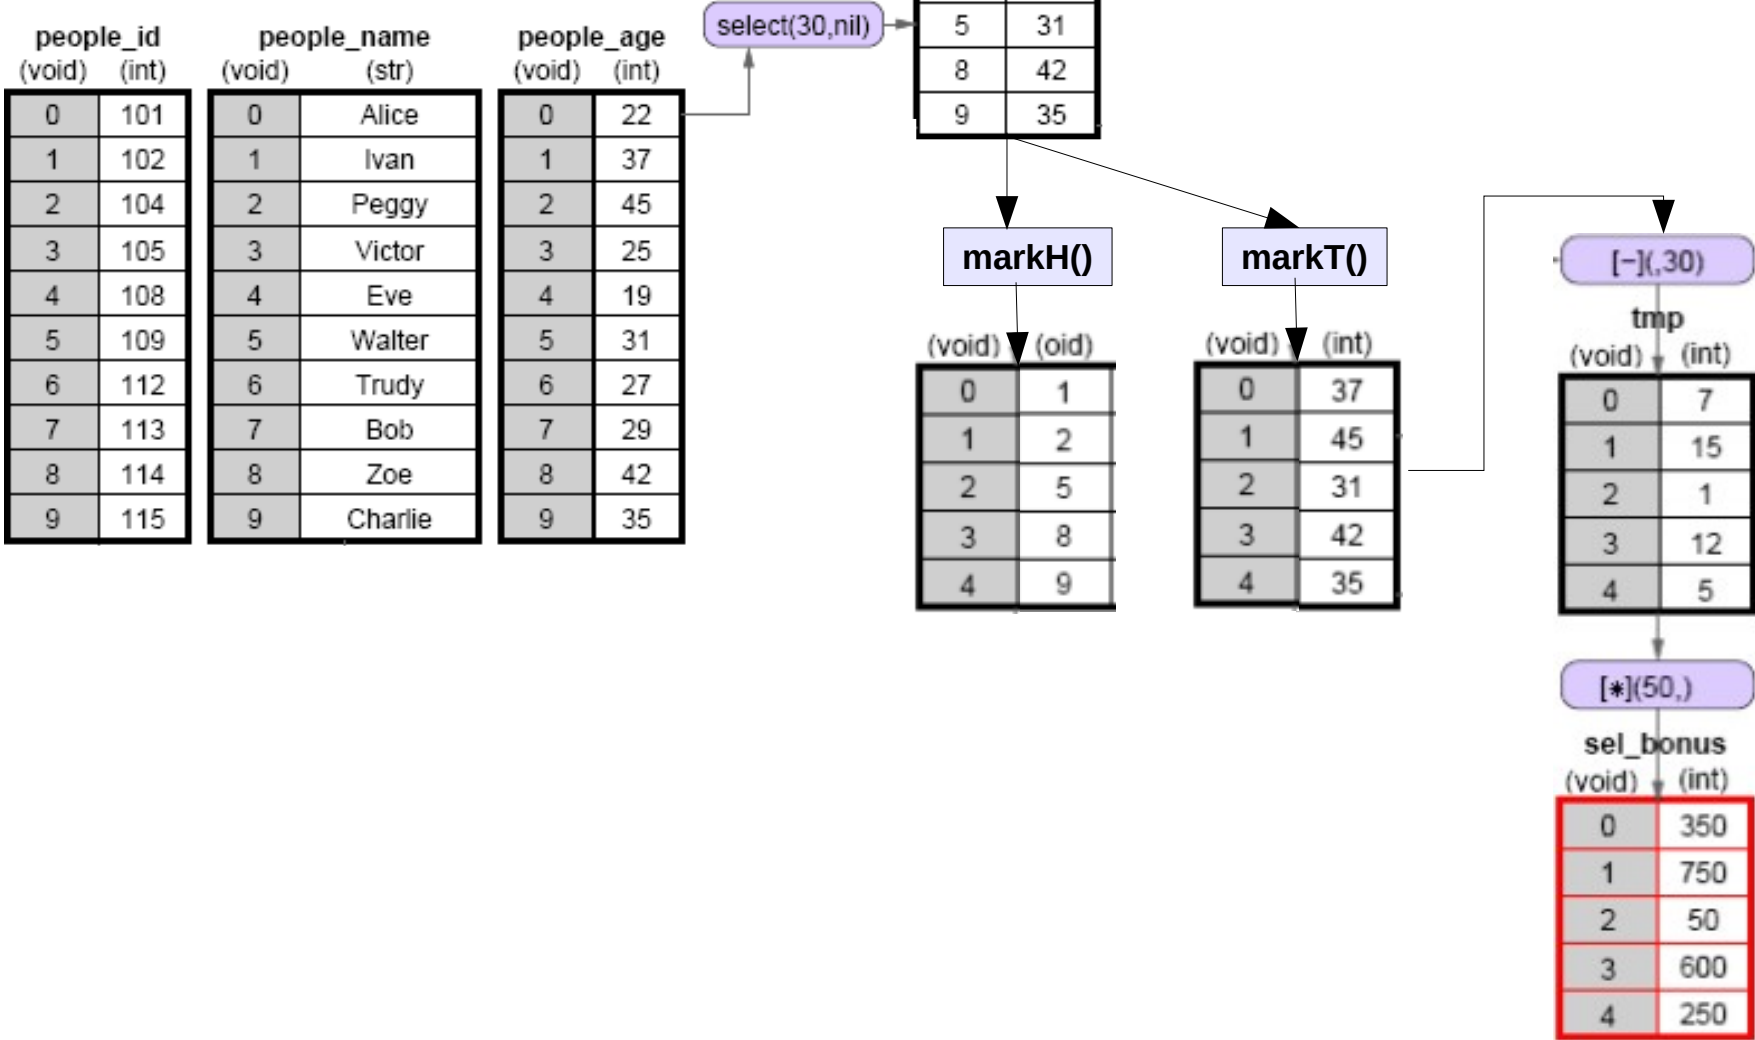 people_id
(void) (int)
0 101
1 102
2 104
3 105
4 108
5 109
6 112
7 113
8 114
9 115
people_name
(void) (str)
0 Alice
1 Ivan
2 Peggy
3 Victor
4 Eve
5 Walter
6 Trudy
7 Bob
8 Zoe
9 Charlie
people_age
(void) (int)
0 22
1 37
2 45
3 25
4 19
5 31
6 27
7 29
8 42
9 35
select(30,nil)
5 31
8 42
9 35
markH()
(void) (oid)
0 1
1 2
2 5
3 8
4 9
markT()
(void) (int)
0 37
1 45
2 31
3 42
4 35
[−](,30)
tmp
(void) (int)
0 7
1 15
2 1
3 12
4 5
[*](50,)
sel_bonus
(void) (int)
0 350
1 750
2 50
3 600
4 250